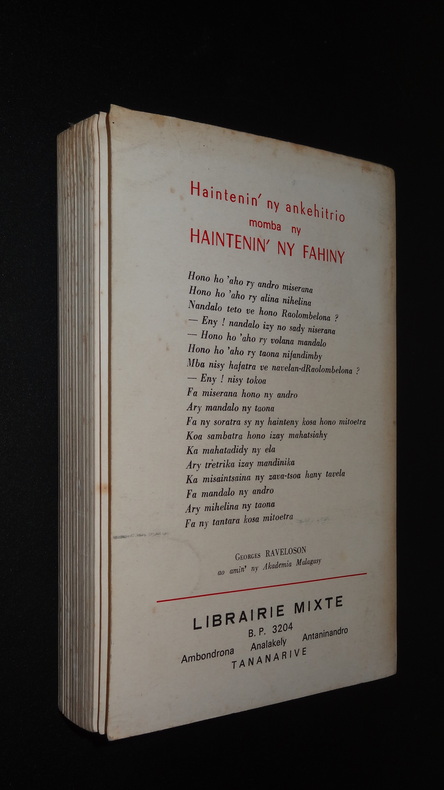 Haintenin' ny ankehitrio
momba ny
HAINTENIN' NY FAHINY
Hono ho 'aho ry andro miserana
Hono ho 'aho ry alina nihelina
Nandalo teto ve hono Raolombelona ?
— Eny ! nandalo izy no sady niserana
— Hono ho 'aho ry volana mandalo
Hono ho 'aho ry taona nifandimby
Mba nisy hafatra ve navelan-dRaolombelona ?
— Eny ! nisy tokoa
Fa miserana hono ny andro
Ary mandalo ny taona
Fa ny soratra sy ny hainteny kosa hono mitoetra
Koa sambatra hono izay mahatsiahy
Ka mahatadidy ny ela
Ary tretrika izay mandinika
Ka misaintsaina ny zava-tsoa hany tavela
Fa mandalo ny andro
Ary mihelina ny taona
Fa ny tantara kosa mitoetra
Georges RAVELOSON
ao amin' ny Akademia Malagasy
LIBRAIRIE MIXTE
B. P. 3204
Ambondrona Analakely Antaninandro
TANANARIVE